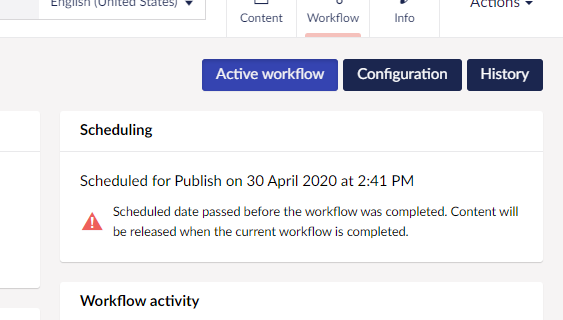 English (United States)
Content
Workflow
Info
Actions
Active workflow
Configuration
History
Scheduling
Scheduled for Publish on 30 April 2020 at 2:41 PM
Scheduled date passed before the workflow was completed. Content will
be released when the current workflow is completed.
Workflow activity